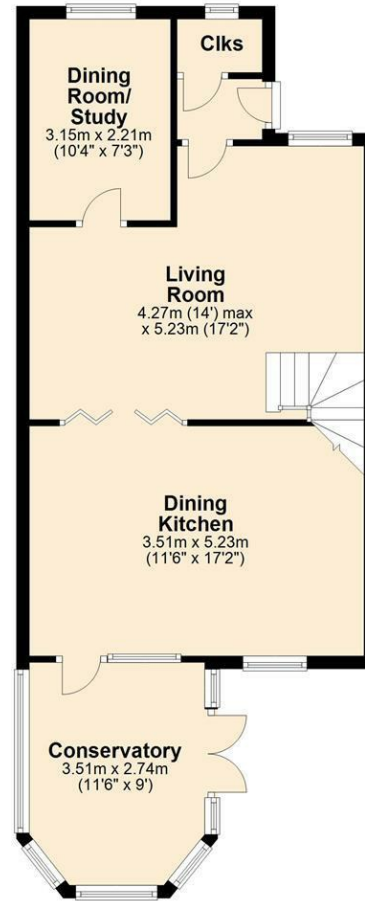 Clks
Dining
Room/
Study
3.15m x 2.21m
(10'4" x 7'3")
Living
Room
4.27m (14') max
x 5.23m (17'2")
Dining
Kitchen
3.51m x 5.23m
(11'6" x 17'2")
Conservatory
3.51m x 2.74m
(11'6" x 9')